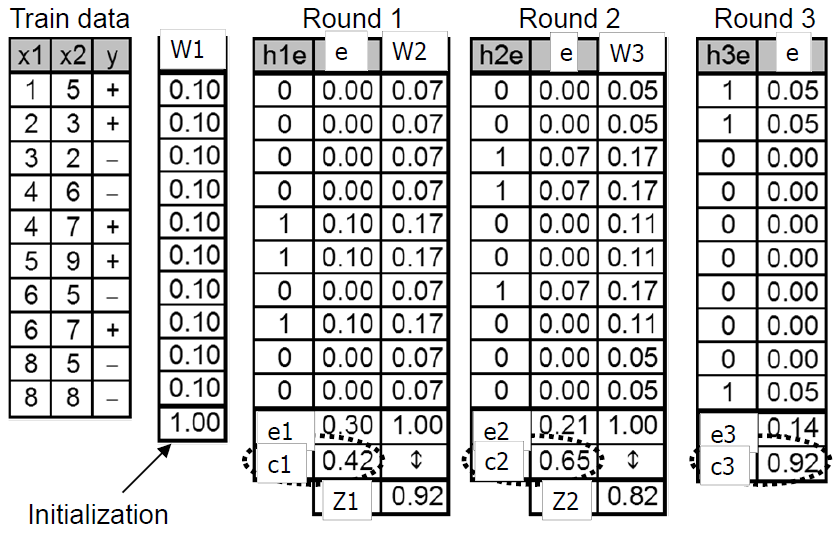 Train data Round 1 Round 2 Round 3
x1 x2 y W1 h1e e W2 h2e e W3 h3e e
1 5 + 0.10 0 0.00 0.07 0 0.00 0.05 1 0.05
2 3 + 0.10 0 0.00 0.07 0 0.00 0.05 1 0.05
3 2 – 0.10 0 0.00 0.07 1 0.07 0.17 0 0.00
4 6 – 0.10 0 0.00 0.07 1 0.07 0.17 0 0.00
4 7 + 0.10 1 0.10 0.17 0 0.00 0.11 0 0.00
5 9 + 0.10 1 0.10 0.17 0 0.00 0.11 0 0.00
6 5 – 0.10 0 0.00 0.07 1 0.07 0.17 0 0.00
6 7 + 0.10 1 0.10 0.17 0 0.00 0.11 0 0.00
8 5 – 0.10 0 0.00 0.07 0 0.00 0.05 0 0.00
8 8 – 0.10 0 0.00 0.07 0 0.00 0.05 1 0.05
1.00 e1 0.30 1.00 e2 0.21 1.00 e3 0.14
c1 0.42 ↕ c2 0.65 ↕ c3 0.92
Z1 0.92 Z2 0.82
Initialization